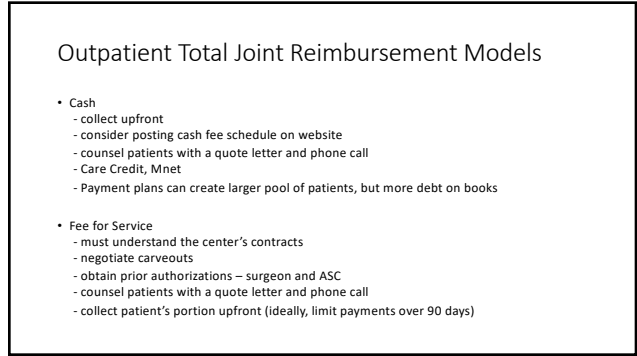 Outpatient Total Joint Reimbursement Models
• Cash
- collect upfront
- consider posting cash fee schedule on website
- counsel patients with a quote letter and phone call
- Care Credit, Mnet
- Payment plans can create larger pool of patients, but more debt on books
• Fee for Service
- must understand the center's contracts
- negotiate carveouts
- obtain prior authorizations – surgeon and ASC
- counsel patients with a quote letter and phone call
- collect patient's portion upfront (ideally, limit payments over 90 days)